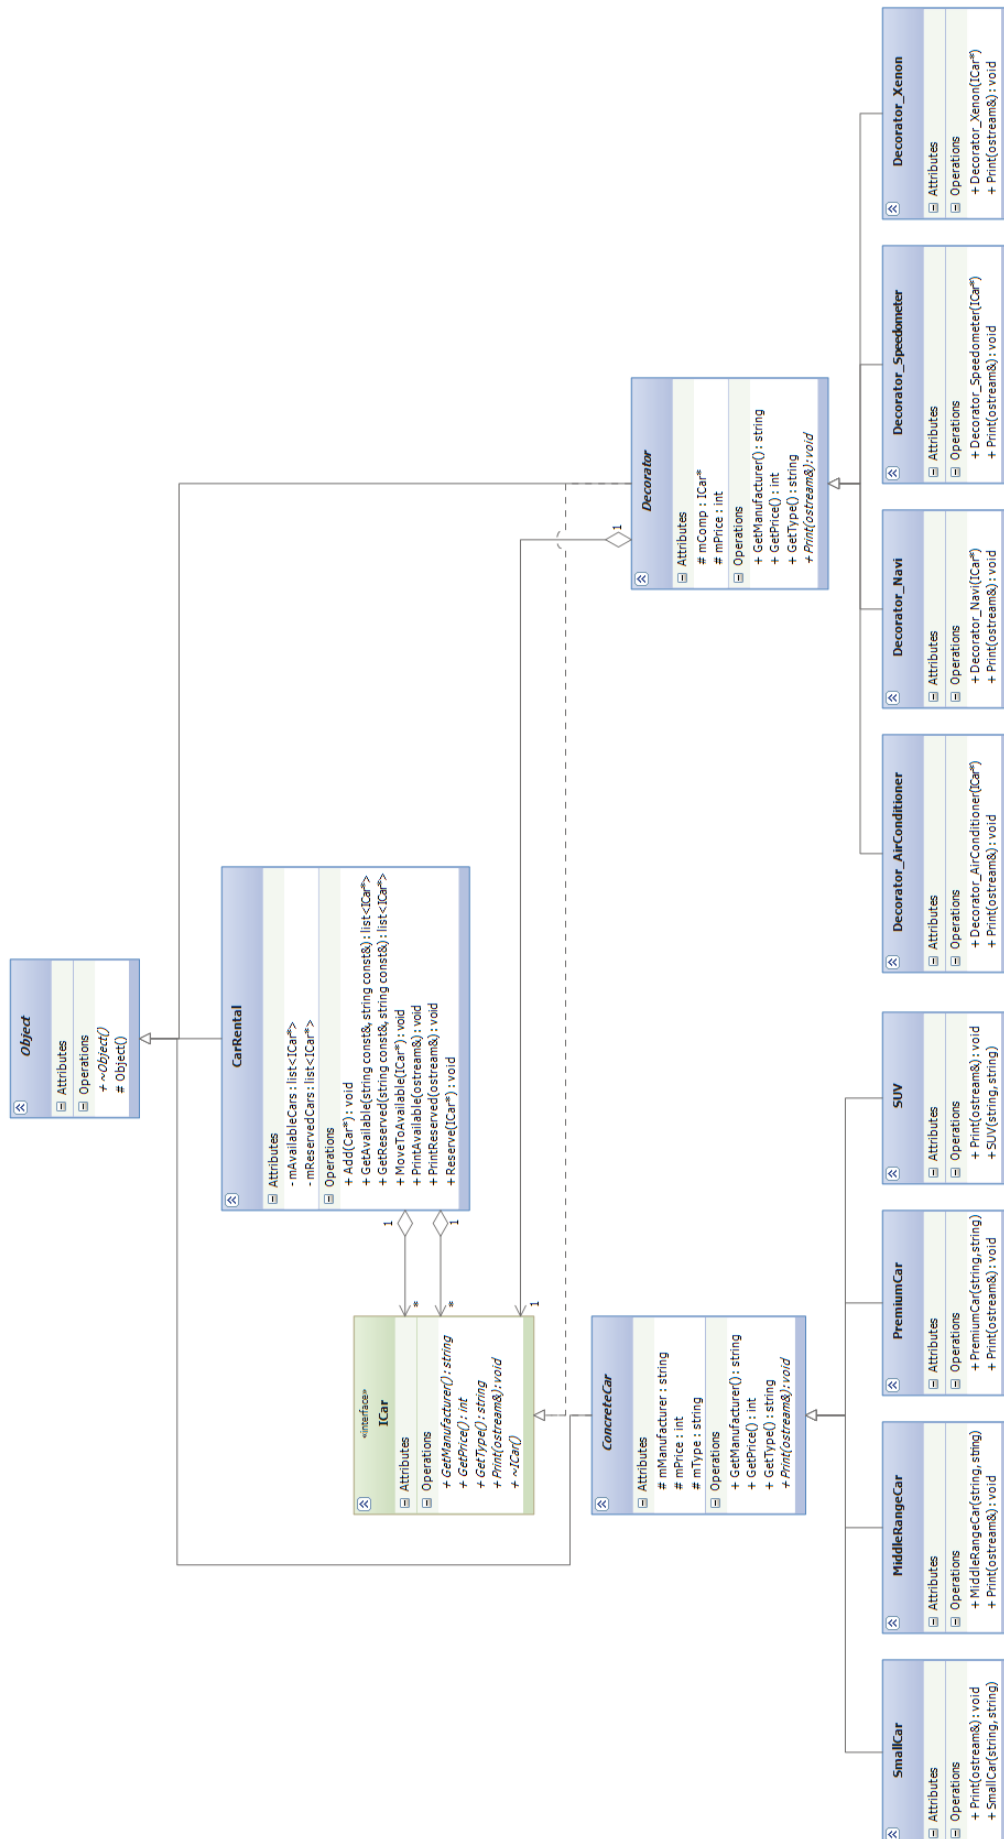 Object
Attributes
Operations
+ ~Object()
# Object()
CarRental
Attributes
- mAvailableCars : list<ICar*>
- mReservedCars : list<ICar*>
Operations
+ Add(Car*) : void
+ GetAvailable(string const&, string const&) : list<ICar*>
+ GetReserved(string const&, string const&) : list<ICar*>
+ MoveToAvailable(ICar*) : void
+ PrintAvailable(ostream&) : void
+ PrintReserved(ostream&) : void
+ Reserve(ICar*) : void
1
1
*
*
1
«interface»
ICar
Attributes
Operations
+ GetManufacturer() : string
+ GetPrice() : int
+ GetType() : string
+ Print(ostream&) : void
+ ~ICar()
ConcreteCar
Attributes
# mManufacturer : string
# mPrice : int
# mType : string
Operations
+ GetManufacturer() : string
+ GetPrice() : int
+ GetType() : string
+ Print(ostream&) : void
1
Decorator
Attributes
# mComp : ICar*
# mPrice : int
Operations
+ GetManufacturer() : string
+ GetPrice() : int
+ GetType() : string
+ Print(ostream&) : void
SmallCar
Attributes
Operations
+ Print(ostream&) : void
+ SmallCar(string, string)
MiddleRangeCar
Attributes
Operations
+ MiddleRangeCar(string, string)
+ Print(ostream&) : void
PremiumCar
Attributes
Operations
+ PremiumCar(string,string)
+ Print(ostream&) : void
SUV
Attributes
Operations
+ Print(ostream&) : void
+ SUV(string, string)
Decorator_AirConditioner
Attributes
Operations
+ Decorator_AirConditioner(ICar*)
+ Print(ostream&) : void
Decorator_Navi
Attributes
Operations
+ Decorator_Navi(ICar*)
+ Print(ostream&) : void
Decorator_Speedometer
Attributes
Operations
+ Decorator_Speedometer(ICar*)
+ Print(ostream&) : void
Decorator_Xenon
Attributes
Operations
+ Decorator_Xenon(ICar*)
+ Print(ostream&) : void